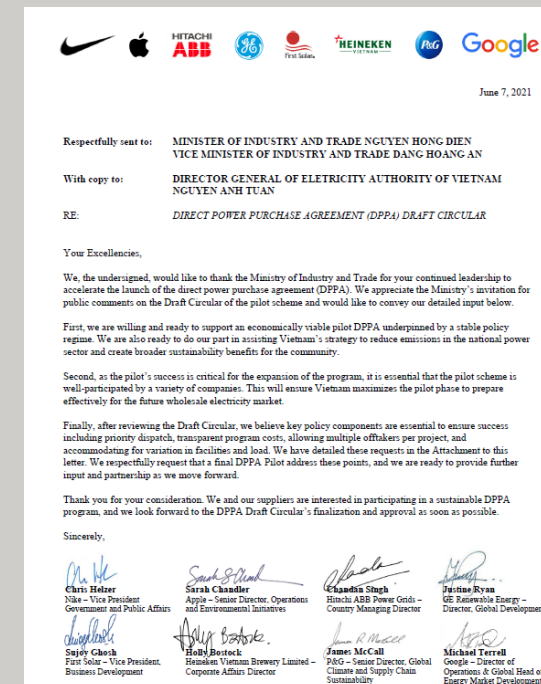 HITACHI
ABB
GE
First Solar.
HEINEKEN
VIETNAM
P&G
Google
June 7, 2021
Respectfully sent to: MINISTER OF INDUSTRY AND TRADE NGUYEN HONG DIEN
VICE MINISTER OF INDUSTRY AND TRADE DANG HOANG AN
With copy to: DIRECTOR GENERAL OF ELETRICITY AUTHORITY OF VIETNAM
NGUYEN ANH TUAN
RE: DIRECT POWER PURCHASE AGREEMENT (DPPA) DRAFT CIRCULAR
Your Excellencies,
We, the undersigned, would like to thank the Ministry of Industry and Trade for your continued leadership to
accelerate the launch of the direct power purchase agreement (DPPA). We appreciate the Ministry's invitation for
public comments on the Draft Circular of the pilot scheme and would like to convey our detailed input below.
First, we are willing and ready to support an economically viable pilot DPPA underpinned by a stable policy
regime. We are also ready to do our part in assisting Vietnam's strategy to reduce emissions in the national power
sector and create broader sustainability benefits for the community.
Second, as the pilot's success is critical for the expansion of the program, it is essential that the pilot scheme is
well-participated by a variety of companies. This will ensure Vietnam maximizes the pilot phase to prepare
effectively for the future wholesale electricity market.
Finally, after reviewing the Draft Circular, we believe key policy components are essential to ensure success
including priority dispatch, transparent program costs, allowing multiple offtakers per project, and
accommodating for variation in facilities and load. We have detailed these requests in the Attachment to this
letter. We respectfully request that a final DPPA Pilot address these points, and we are ready to provide further
input and partnership as we move forward.
Thank you for your consideration. We and our suppliers are interested in participating in a sustainable DPPA
program, and we look forward to the DPPA Draft Circular's finalization and approval as soon as possible.
Sincerely,
Chris Helzer Sarah Chandler Chandan Singh Justine Ryan
Nike – Vice President Apple – Senior Director, Operations Hitachi ABB Power Grids – GE Renewable Energy –
Government and Public Affairs and Environmental Initiatives Country Managing Director Director, Global Developmen
Sujoy Ghosh Holly Bostock James McCall Michael Terrell
First Solar – Vice President, Heineken Vietnam Brewery Limited – P&G – Senior Director, Global Google – Director of
Business Development Corporate Affairs Director Climate and Supply Chain Operations & Global Head of
Sustainability Energy Market Development